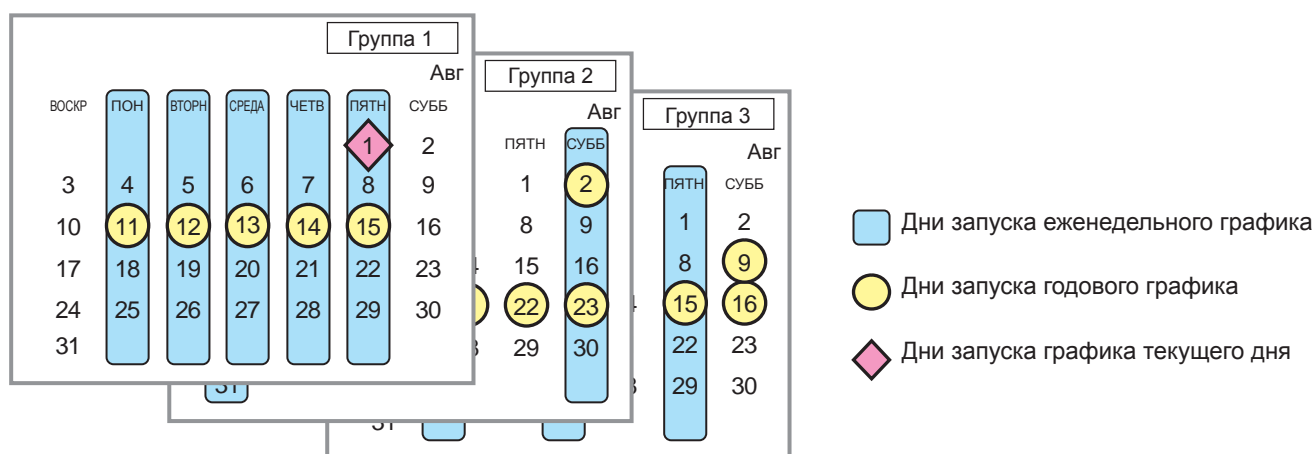 Группа 1
Авг
ВОСКР ПОН ВТОРН СРЕДА ЧЕТВ ПЯТН СУББ
1 2
3 4 5 6 7 8 9
10 11 12 13 14 15 16
17 18 19 20 21 22 23
24 25 26 27 28 29 30
31
Группа 2
Авг
ПЯТН СУББ
1 2
8 9
15 16
22 23
29 30
31
Группа 3
Авг
ПЯТН СУББ
1 2
8 9
15 16
22 23
29 30
31
Дни запуска еженедельного графика
Дни запуска годового графика
Дни запуска графика текущего дня